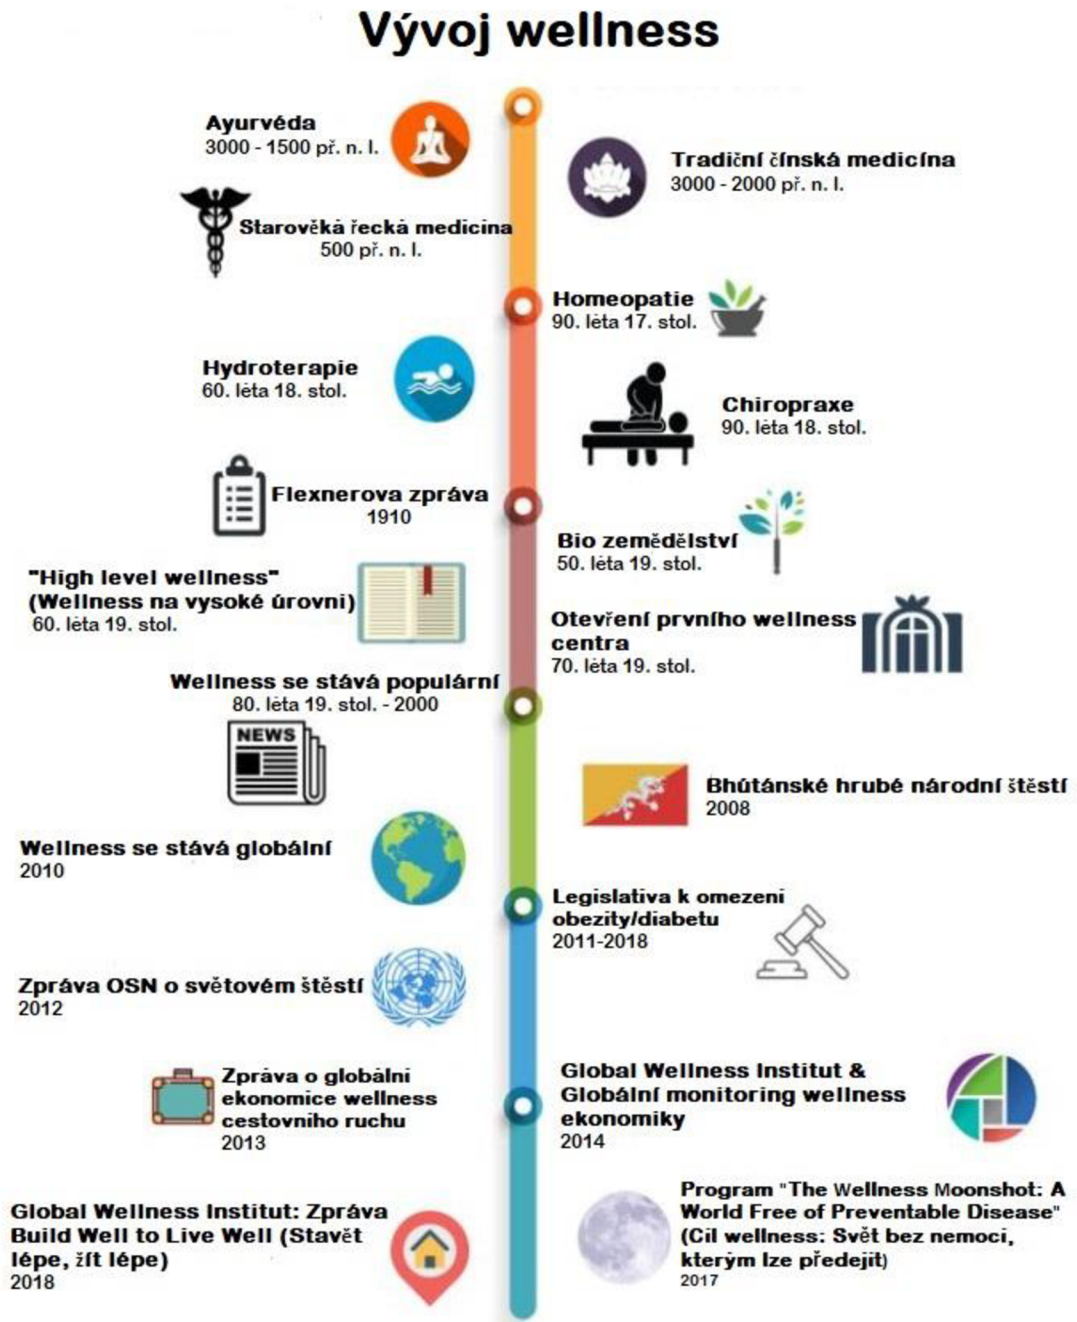 Vývoj wellness
Ayurvéda
3000 - 1500 př. n. l.
Tradiční čínská medicína
3000 - 2000 př. n. l.
Starověká řecká medicina
500 př. n. l.
Homeopatie
90. léta 17. stol.
Hydroterapie
60. léta 18. stol.
Chiropraxe
90. léta 18. stol.
Flexnerova zpráva
1910
Bio zemědělství
50. léta 19. stol.
"High level wellness"
(Wellness na vysoké úrovni)
60. léta 19. stol.
Otevření prvního wellness
centra
70. léta 19. stol.
Wellness se stává populární
80. léta 19. stol. - 2000
NEWS
Bhútánské hrubé národní štěstí
2008
Wellness se stává globální
2010
Legislativa k omezení
obezity/diabetu
2011-2018
Zpráva OSN o světovém štěstí
2012
Zpráva o globální
ekonomice wellness
cestovního ruchu
2013
Global Wellness Institut &
Globální monitoring wellness
ekonomiky
2014
Global Wellness Institut: Zpráva
Build Well to Live Well (Stavět
lépe, žít lépe)
2018
Program "The Wellness Moonshot: A
World Free of Preventable Disease"
(Cíl wellness: Svět bez nemocí,
kterým lze předejít)
2017